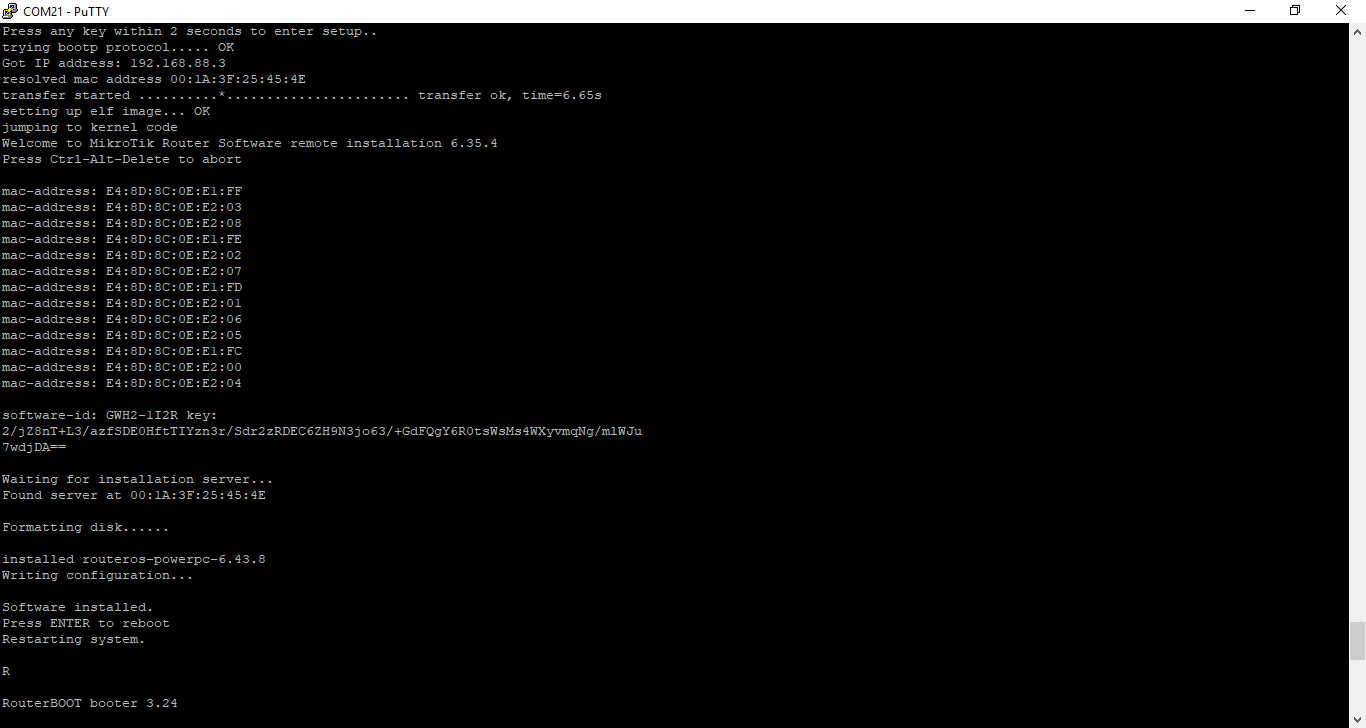 COM21 - PuTTY
Press any key within 2 seconds to enter setup..
trying bootp protocol..... OK
Got IP address: 192.168.88.3
resolved mac address 00:1A:3F:25:45:4E
transfer started ..........*....................... transfer ok, time=6.65s
setting up elf image... OK
jumping to kernel code
Welcome to MikroTik Router Software remote installation 6.35.4
Press Ctrl-Alt-Delete to abort
mac-address: E4:8D:8C:0E:E1:FF
mac-address: E4:8D:8C:0E:E2:03
mac-address: E4:8D:8C:0E:E2:08
mac-address: E4:8D:8C:0E:E1:FE
mac-address: E4:8D:8C:0E:E2:02
mac-address: E4:8D:8C:0E:E2:07
mac-address: E4:8D:8C:0E:E1:FD
mac-address: E4:8D:8C:0E:E2:01
mac-address: E4:8D:8C:0E:E2:06
mac-address: E4:8D:8C:0E:E2:05
mac-address: E4:8D:8C:0E:E1:FC
mac-address: E4:8D:8C:0E:E2:00
mac-address: E4:8D:8C:0E:E2:04
software-id: GWH2-1I2R key:
2/jZ8nT+L3/azfSDE0HftTIYzn3r/Sdr2zRDEC6ZH9N3jo63/+GdFQgY6R0tsWsMs4WXyvmqNg/mlWJu
7wdjDA==
Waiting for installation server...
Found server at 00:1A:3F:25:45:4E
Formatting disk......
installed routeros-powerpc-6.43.8
Writing configuration...
Software installed.
Press ENTER to reboot
Restarting system.
R
RouterBOOT booter 3.24